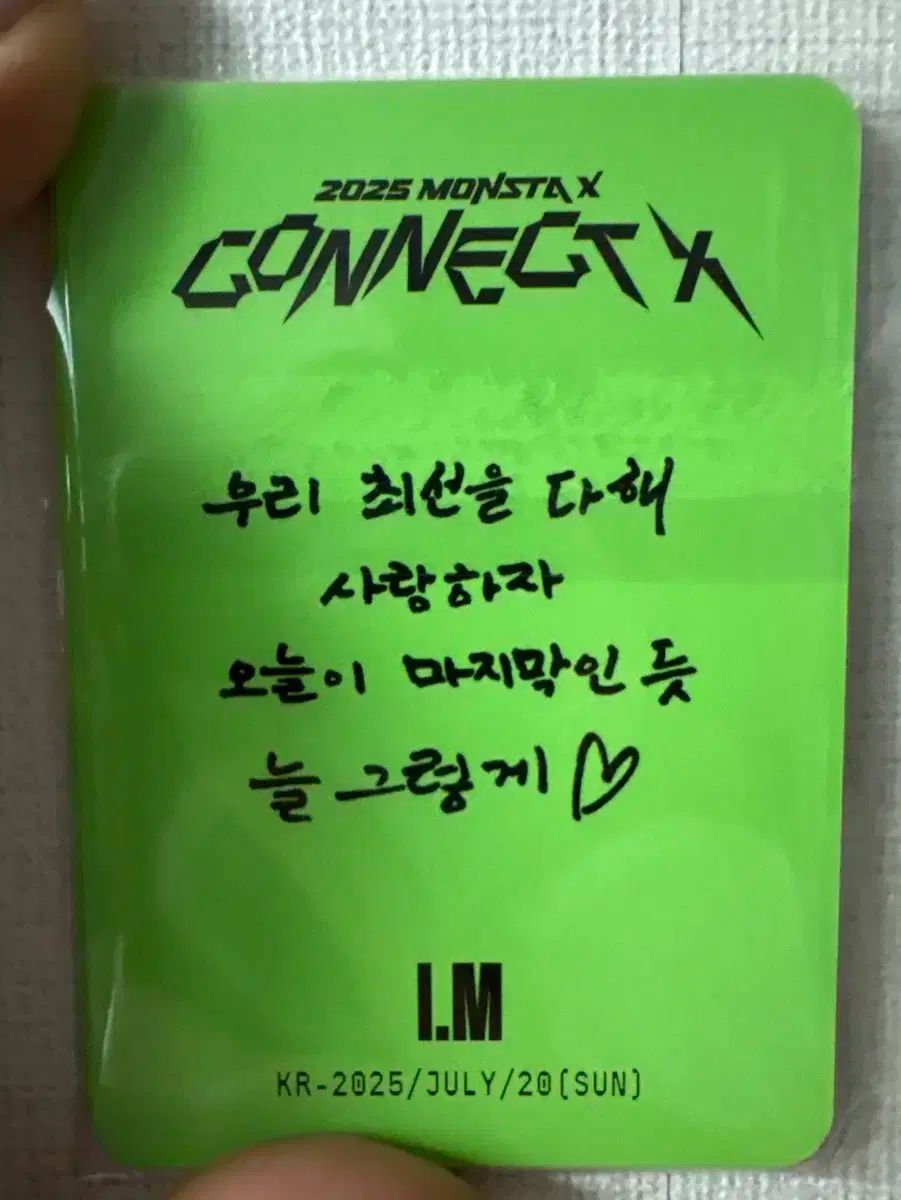 2025 MONSTA X
CONNECT X
우리 최선을 다해
사랑하자
오늘이 마지막인 듯
늘 그렇게 ♡
I.M
KR-2025/JULY/20(SUN)